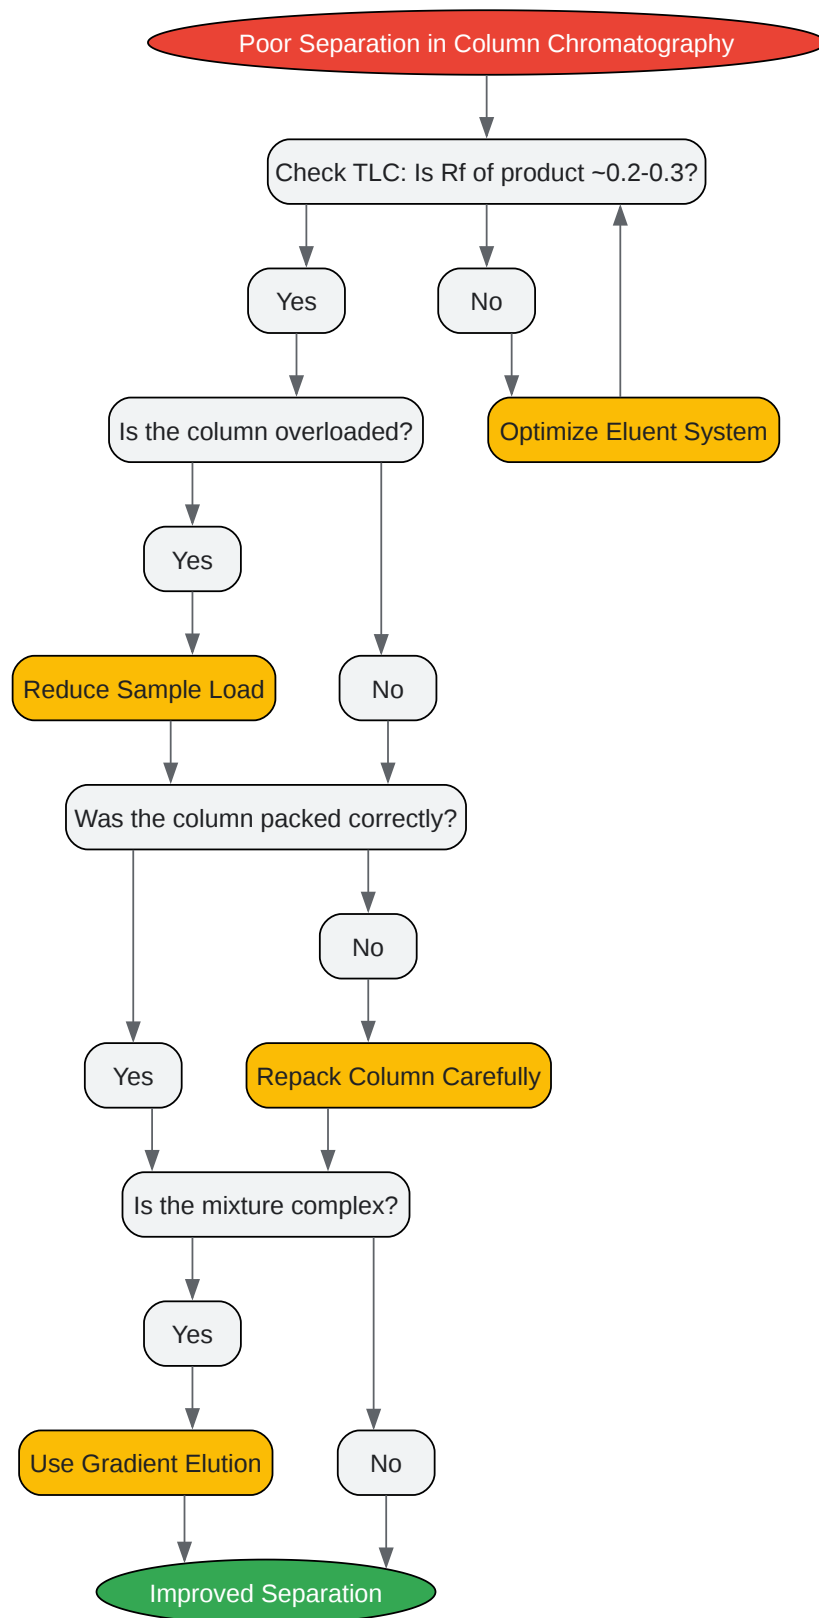 Poor Separation in Column Chromatography
Check TLC: Is Rf of product ~0.2-0.3?
Yes
No
Is the column overloaded?
Optimize Eluent System
Yes
Reduce Sample Load
No
Was the column packed correctly?
No
Yes
Repack Column Carefully
Is the mixture complex?
Yes
Use Gradient Elution
No
Improved Separation